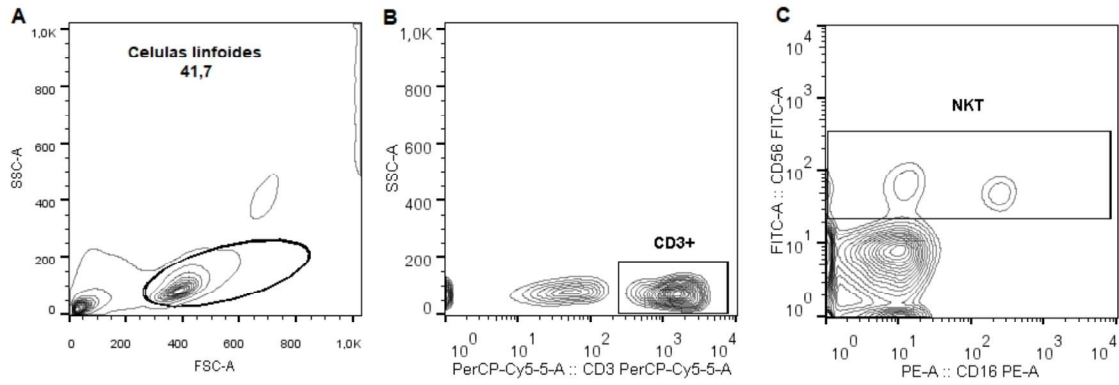 A
Celulas linfoides
41,7
1,0K
800
600
400
200
0
SSC-A
0 200 400 600 800 1,0K
FSC-A
B
1,0K
800
600
400
200
0
SSC-A
CD3+
10^0 10^1 10^2 10^3 10^4
PerCP-Cy5-5-A :: CD3 PerCP-Cy5-5-A
C
10^4
10^3
10^2
10^1
10^0
FITC-A :: CD56 FITC-A
NKT
10^0 10^1 10^2 10^3 10^4
PE-A :: CD16 PE-A